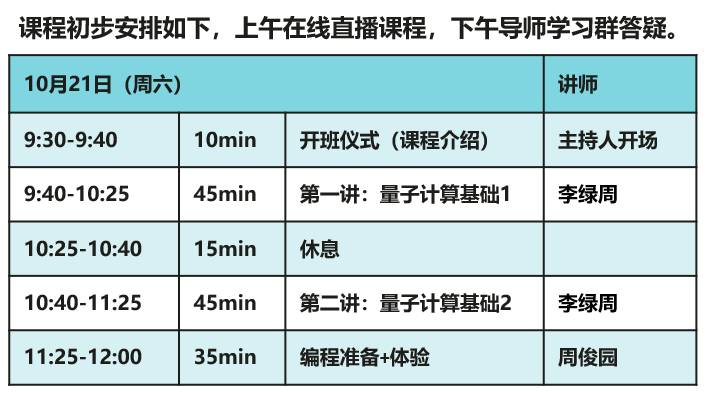 课程初步安排如下，上午在线直播课程，下午导师学习群答疑。
10月21日（周六） 讲师
9:30-9:40 10min 开班仪式（课程介绍） 主持人开场
9:40-10:25 45min 第一讲：量子计算基础1 李绿周
10:25-10:40 15min 休息
10:40-11:25 45min 第二讲：量子计算基础2 李绿周
11:25-12:00 35min 编程准备+体验 周俊园